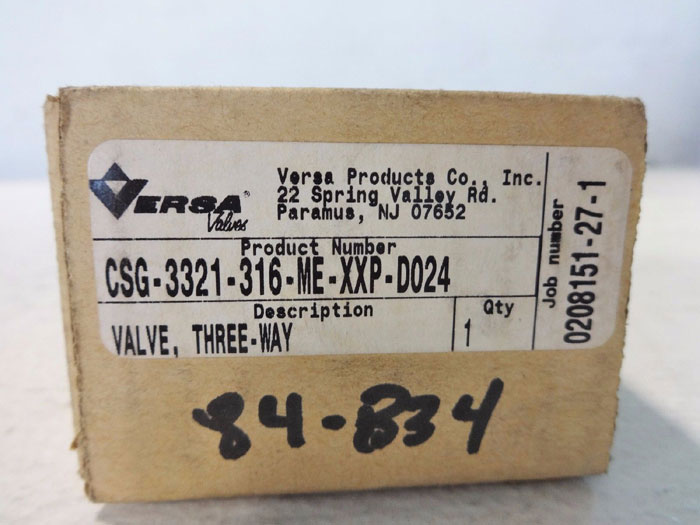 VERSA®
Valves
Versa Products Co., Inc.
22 Spring Valley Rd.
Paramus, NJ 07652
Product Number
CSG-3321-316-ME-XXP-D024
Description
VALVE, THREE-WAY
Qty
1
Job number
0208151-27-1
84-B34